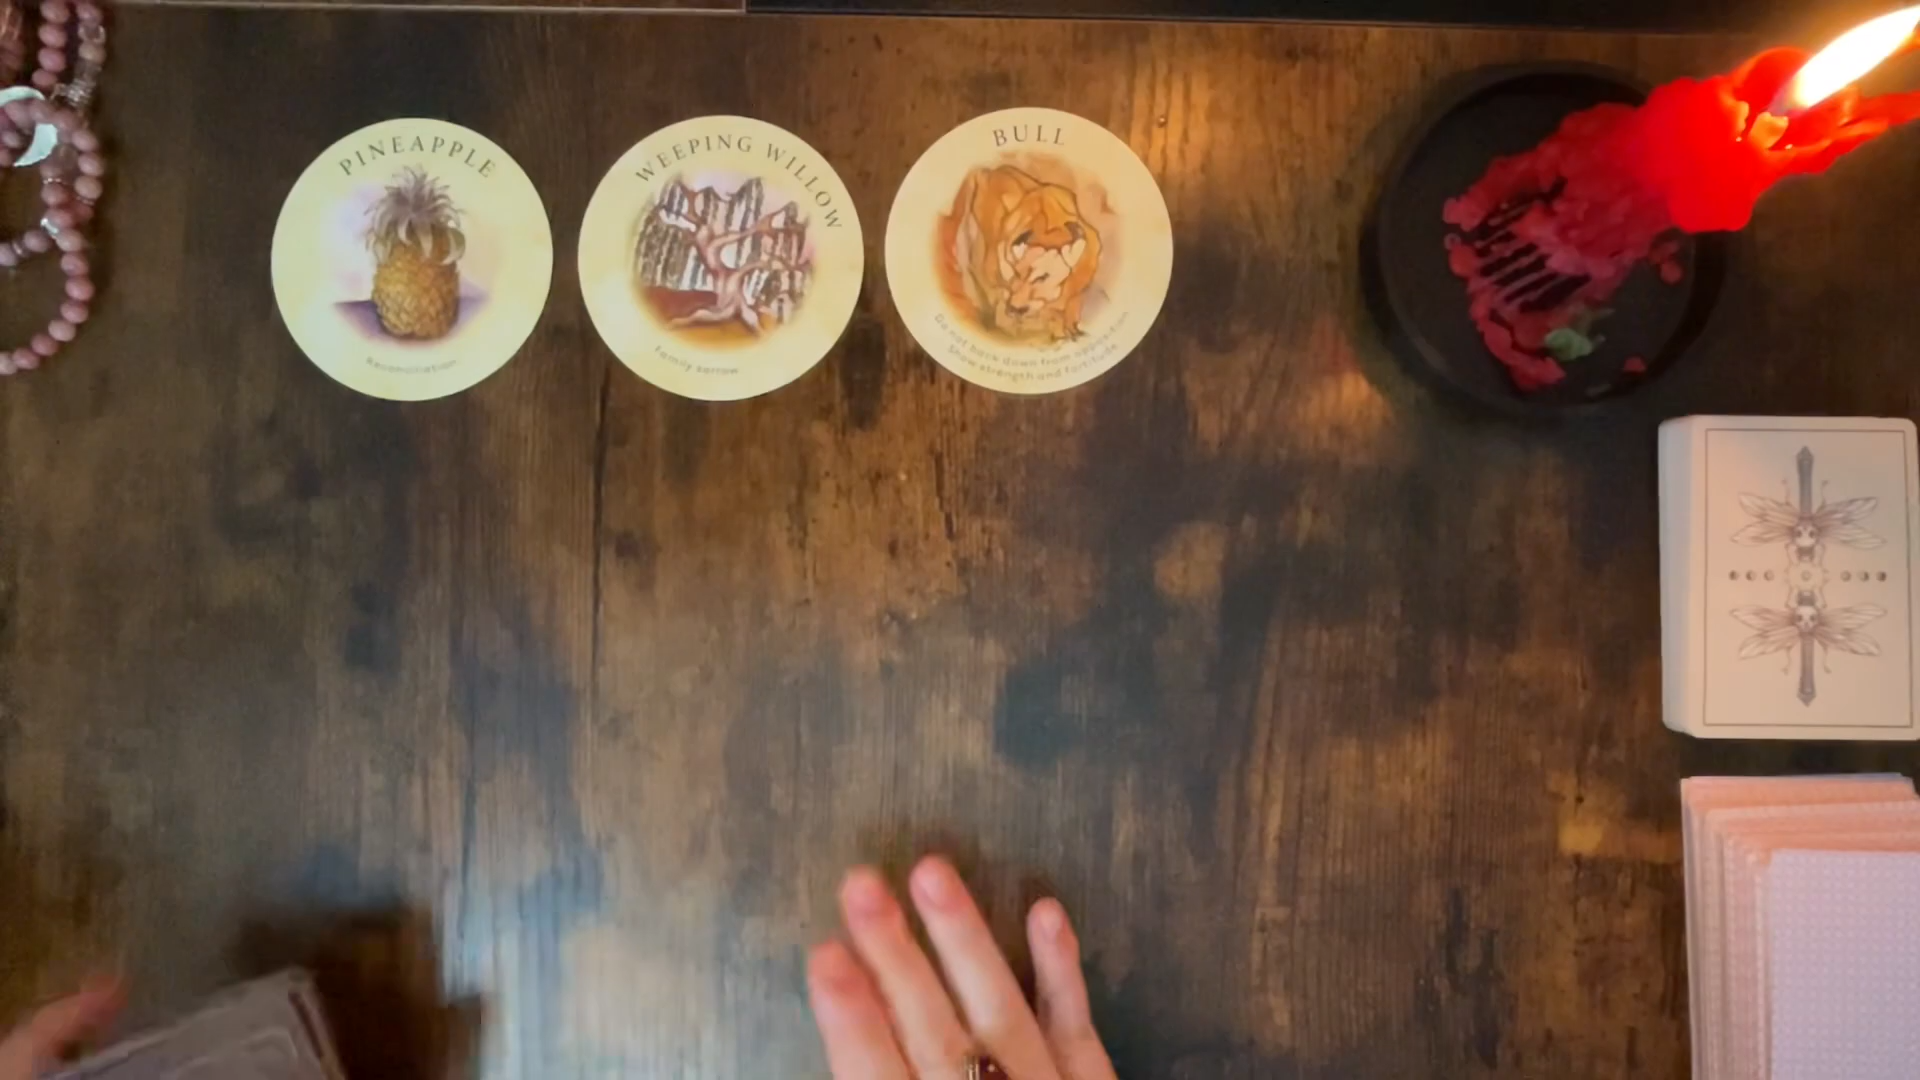 PINEAPPLE
Reconciliation
WEEPING WILLOW
Family sorrow
BULL
Do not back down from opposition
Show strength and fortitude